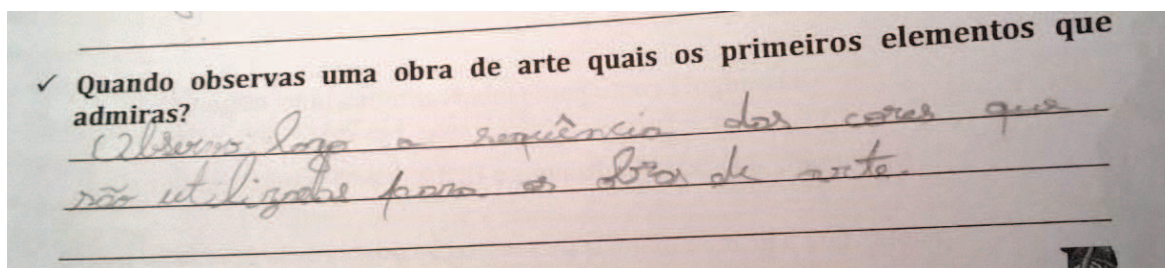 ✓ Quando observas uma obra de arte quais os primeiros elementos que
admiras?
Observo logo a sequência das cores que
são utilizadas para as obras de arte.